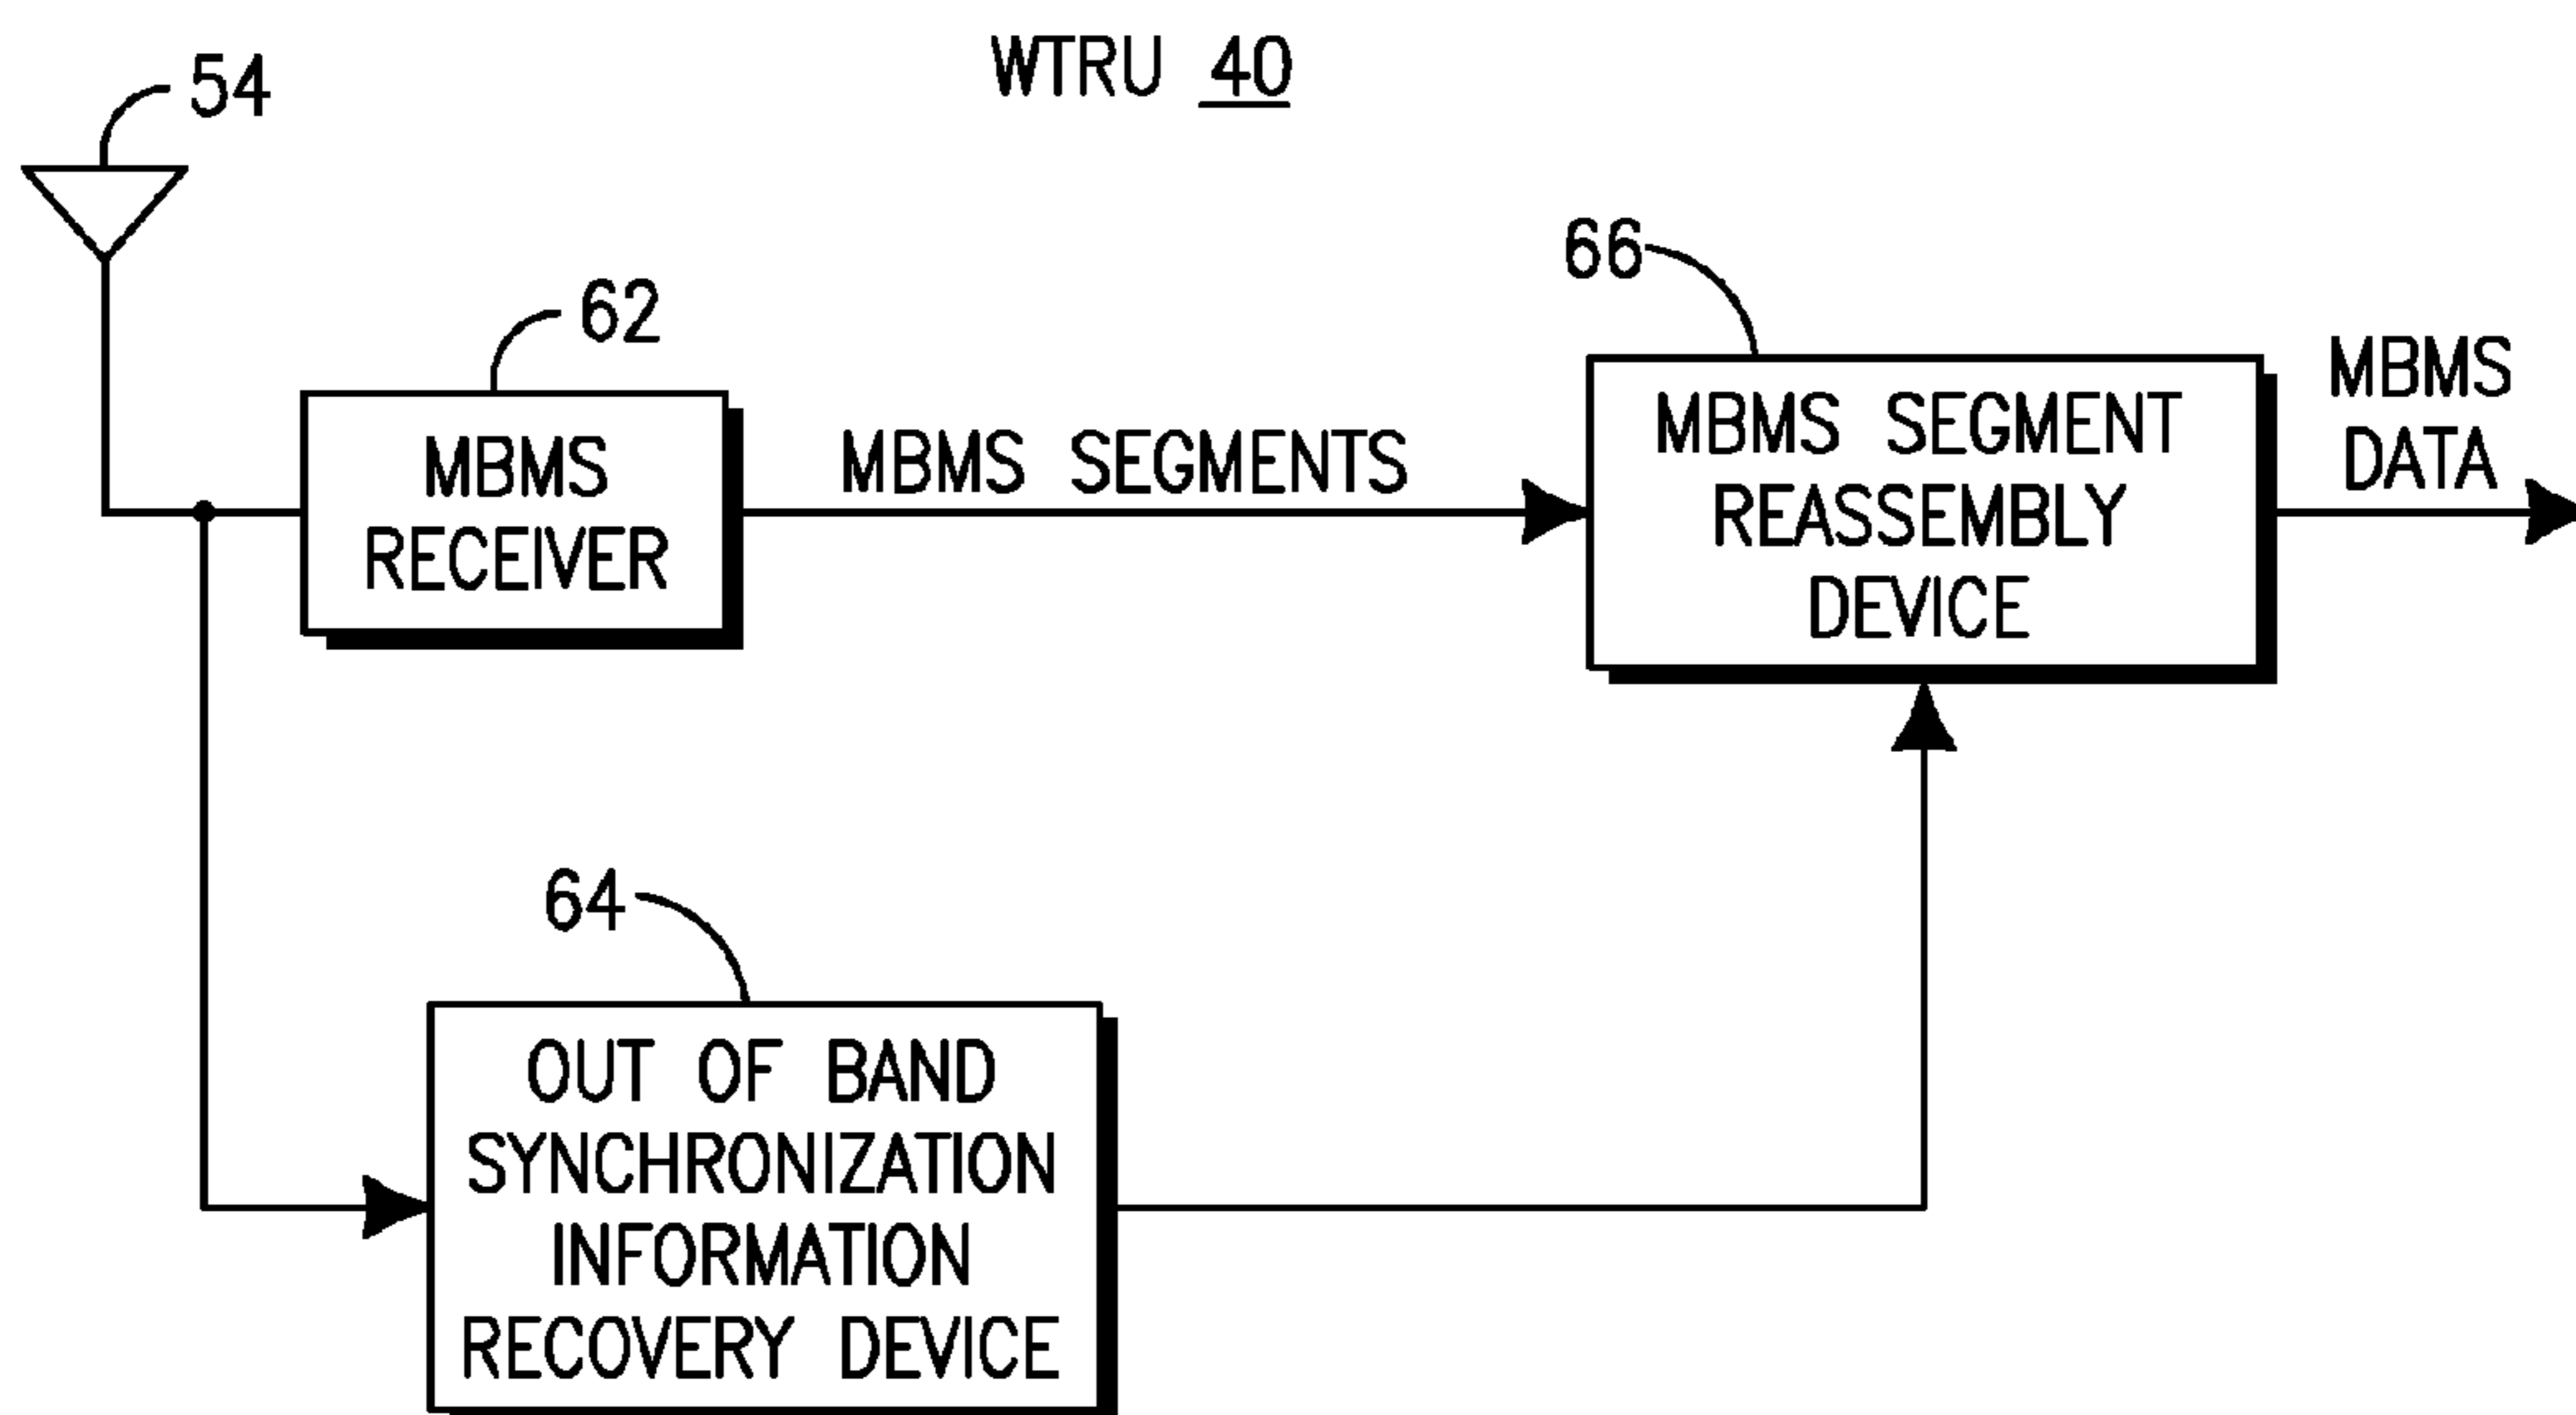 WTRU 40
54
62
66
MBMS
RECEIVER
MBMS SEGMENTS
MBMS SEGMENT
REASSEMBLY
DEVICE
MBMS
DATA
64
OUT OF BAND
SYNCHRONIZATION
INFORMATION
RECOVERY DEVICE